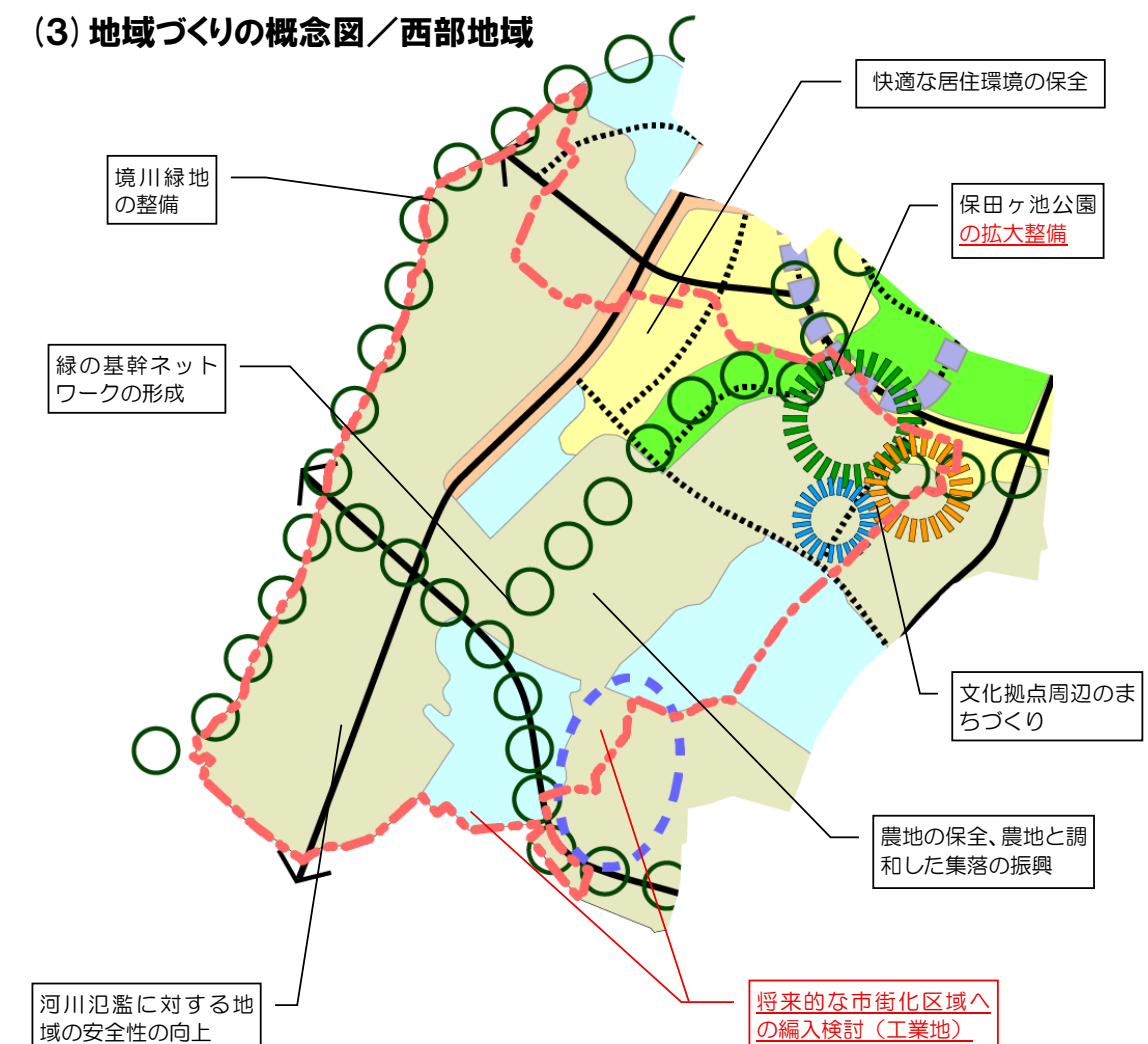 (3) 地域づくりの概念図／西部地域
快適な居住環境の保全
境川緑地
の整備
保田ヶ池公園
の拡大整備
緑の基幹ネット
ワークの形成
文化拠点周辺のま
ちづくり
農地の保全、農地と調
和した集落の振興
河川氾濫に対する地
域の安全性の向上
将来的な市街化区域へ
の編入検討（工業地）